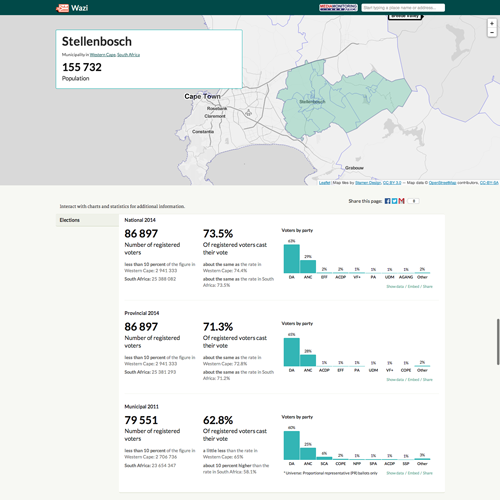 Wazi
Start typing a place name or address...
Browse Valley
Stellenbosch
Municipality in Western Cape, South Africa
155 732
Population
+
−
Cape Town
Rosebank
Claremont
Constantia
Stellenbosch
Grabouw
Leaflet | Map tiles by Stamen Design, CC BY 3.0 — Map data © OpenStreetMap contributors, CC-BY-SA
Interact with charts and statistics for additional information.
Share this page:
0
Elections
National 2014
86 897
Number of registered
voters
less than 10 percent of the figure in
Western Cape: 2 941 333
South Africa: 25 388 082
73.5%
Of registered voters cast
their vote
about the same as the rate in
Western Cape: 74.4%
about the same as the rate in South
Africa: 73.5%
Voters by party
63% 29% 2% 2% 1% 1% 1% 1% 2%
DA ANC EFF ACDP VF+ PA UDM AGANG Other
Show data | Embed | Share
Provincial 2014
86 897
Number of registered
voters
less than 10 percent of the figure in
Western Cape: 2 941 333
South Africa: 25 381 293
71.3%
Of registered voters cast
their vote
about the same as the rate in
Western Cape: 72.8%
about the same as the rate in South
Africa: 71.2%
Voters by party
63% 28% 1% 1% 1% 1% 1% 1% 2%
DA ANC ACDP EFF PA UDM VF+ COPE Other
Show data | Embed | Share
Municipal 2011
79 551
Number of registered
voters
less than 10 percent of the figure in
Western Cape: 2 706 736
South Africa: 23 654 347
62.8%
Of registered voters cast
their vote
a little less than the rate in
Western Cape: 65%
about 10 percent higher than the
rate in South Africa: 58.1%
Voters by party
60% 25% 4% 2% 1% 1% 1% 1% 3%
DA ANC SCA COPE NPP SPA ACDP SSP Other
* Universe: Proportional representative (PR) ballots only
Show data | Embed | Share